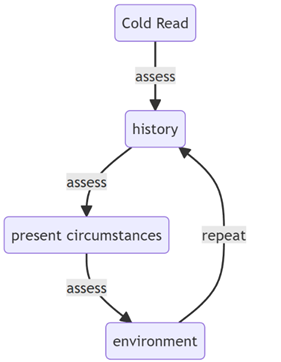 Cold Read
assess
history
assess
present circumstances
repeat
assess
environment